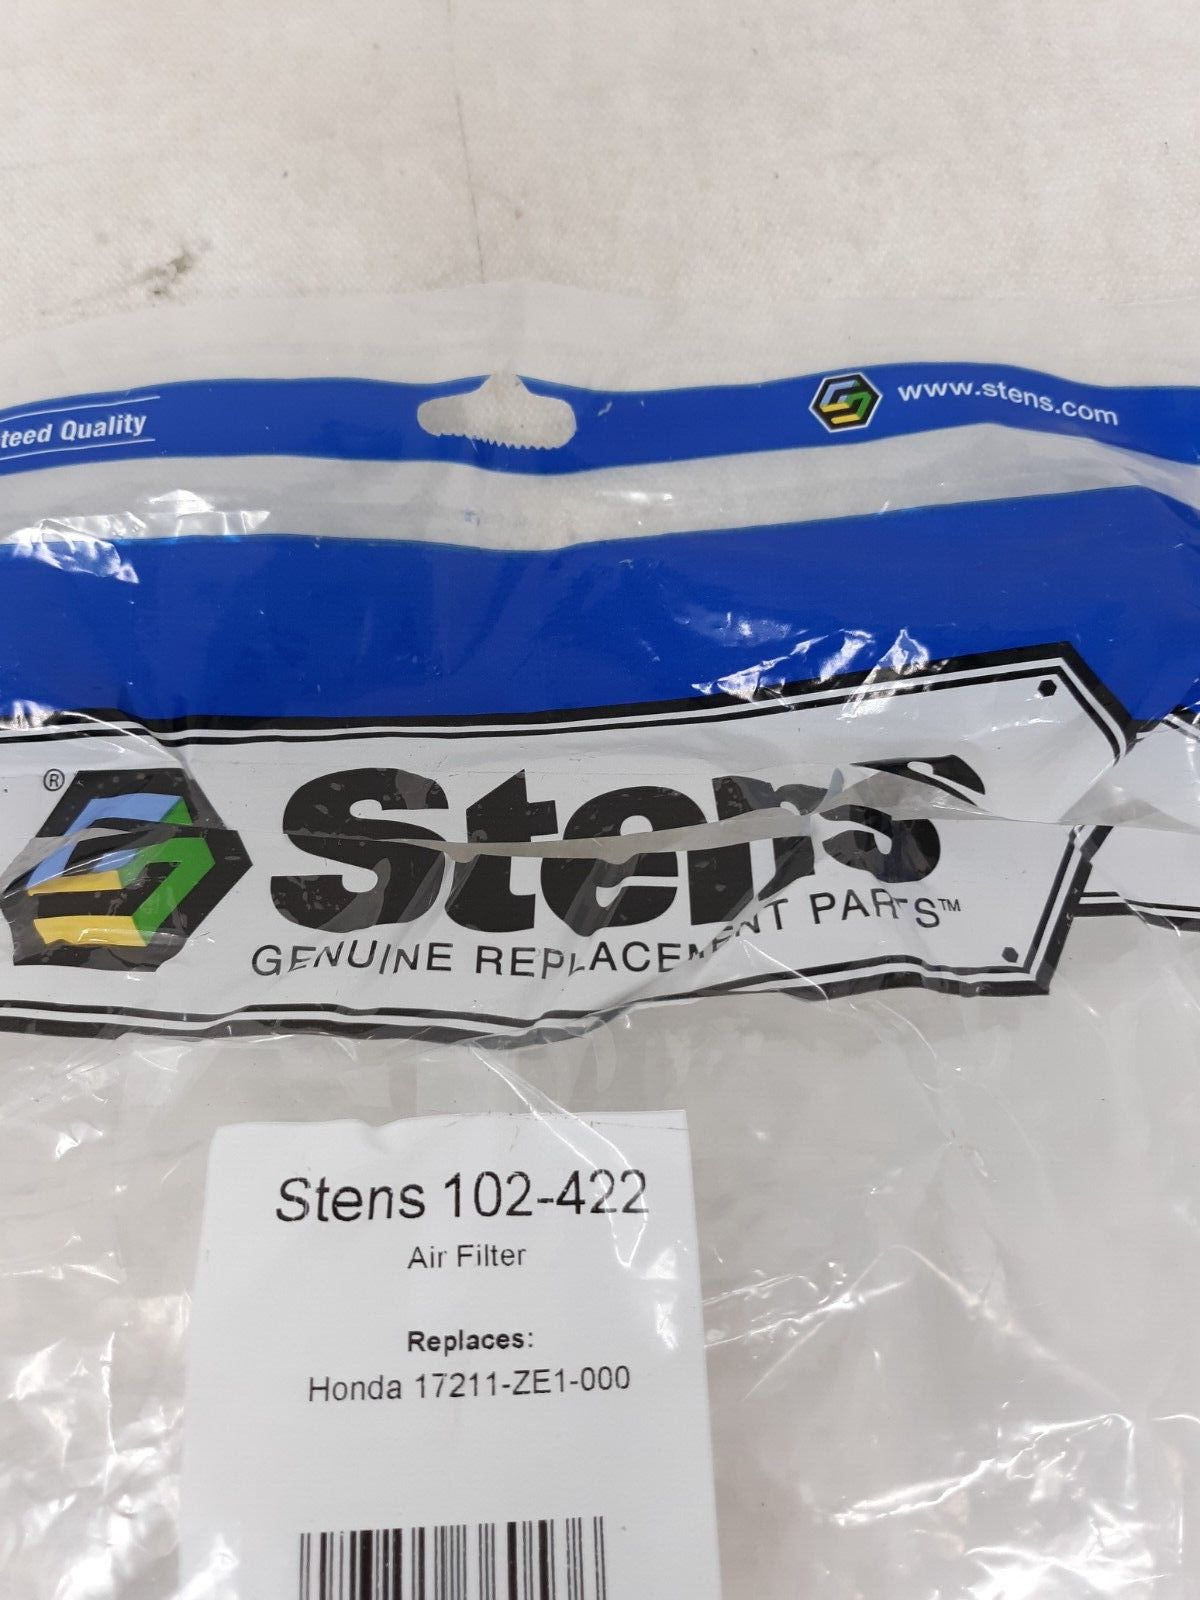 teed Quality
www.stens.com
®
Stens
GENUINE REPLACEMENT PARTS™
Stens 102-422
Air Filter
Replaces:
Honda 17211-ZE1-000